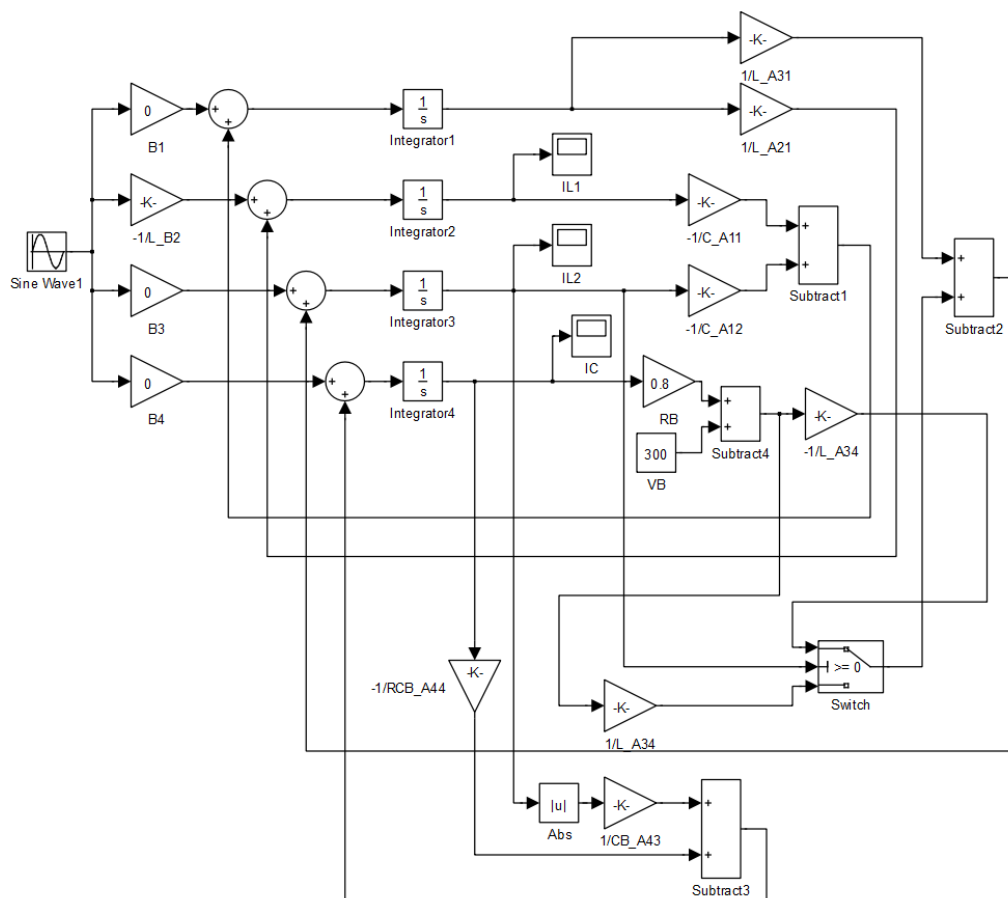 -K-
1/L_A31
0
+
+
1
s
-K-
B1
Integrator1
1/L_A21
-K-
+
+
1
s
IL1
-K-
+
-1/L_B2
Integrator2
-1/C_A11
Sine Wave1
0
+
+
1
s
IL2
-K-
+
Subtract1
+
B3
Integrator3
-1/C_A12
+
Subtract2
0
+
+
1
s
IC
0.8
+
-K-
B4
Integrator4
RB
+
300
Subtract4
-1/L_A34
VB
-K-
-1/RCB_A44
>= 0
-K-
Switch
1/L_A34
|u|
-K-
+
Abs
1/CB_A43
+
Subtract3